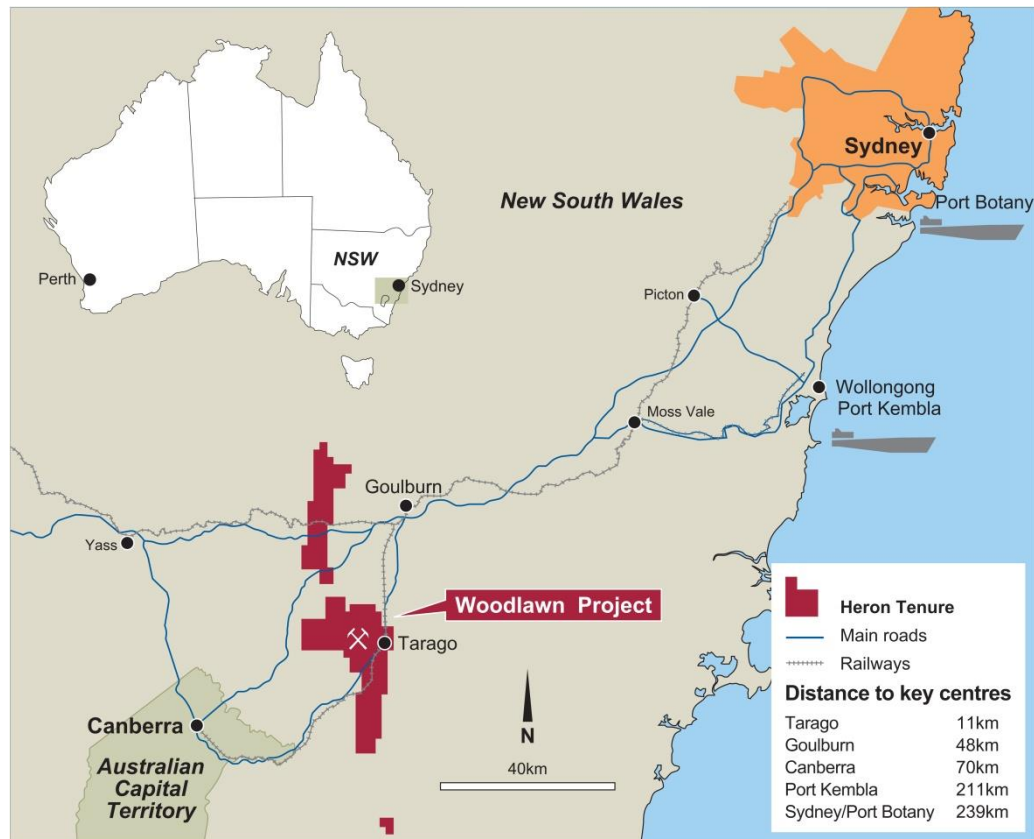 Sydney
Port Botany
New South Wales
NSW
Perth
Sydney
Picton
Wollongong
Port Kembla
Moss Vale
Goulburn
Yass
Woodlawn Project
Tarago
Canberra
Australian
Capital
Territory
N
40km
Heron Tenure
Main roads
Railways
Distance to key centres
Tarago 11km
Goulburn 48km
Canberra 70km
Port Kembla 211km
Sydney/Port Botany 239km